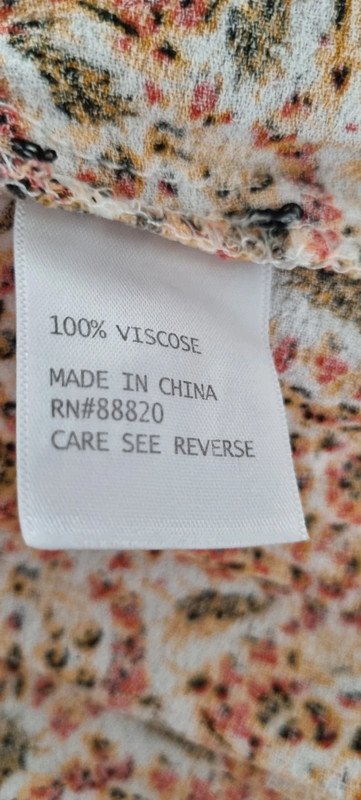 100% VISCOSE
MADE IN CHINA
RN#88820
CARE SEE REVERSE